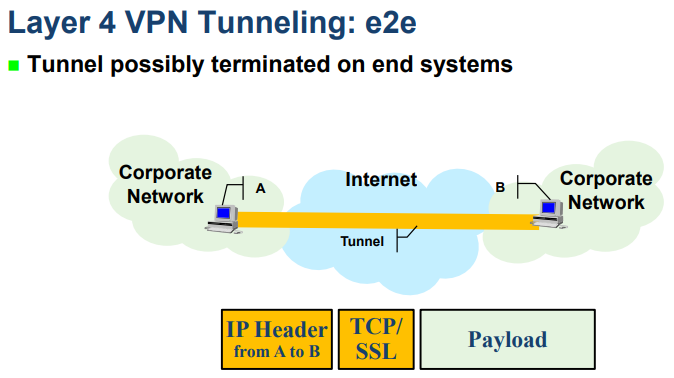 Layer 4 VPN Tunneling: e2e
Tunnel possibly terminated on end systems
Corporate
Network
A
Internet
B
Corporate
Network
Tunnel
IP Header
from A to B
TCP/
SSL
Payload